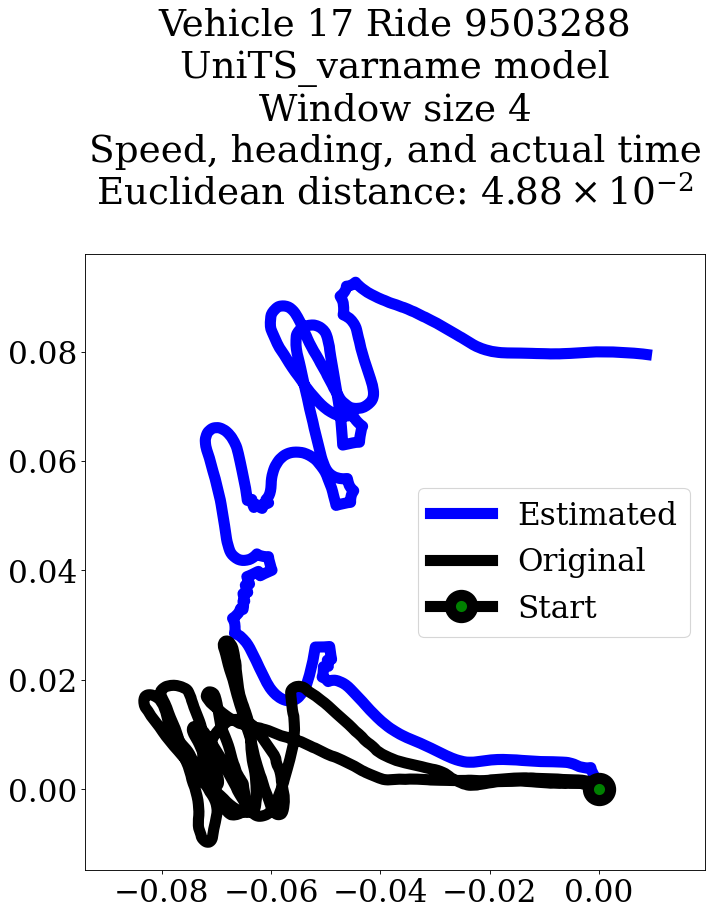 Vehicle 17 Ride 9503288
UniTS_varname model
Window size 4
Speed, heading, and actual time
Euclidean distance: 4.88 × 10⁻²
0.08
0.06
0.04
0.02
0.00
Estimated
Original
Start
−0.08 −0.06 −0.04 −0.02 0.00